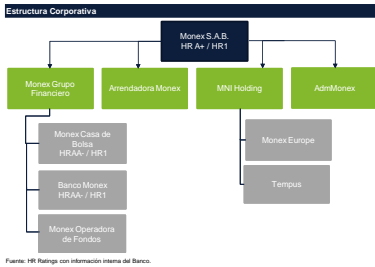 Estructura Corporativa
Monex S.A.B.
HR A+ / HR1
Monex Grupo
Financiero
Arrendadora Monex
MNI Holding
AdmMonex
Monex Casa de
Bolsa
HRAA- / HR1
Monex Europe
Banco Monex
HRAA- / HR1
Tempus
Monex Operadora
de Fondos
Fuente: HR Ratings con información interna del Banco.